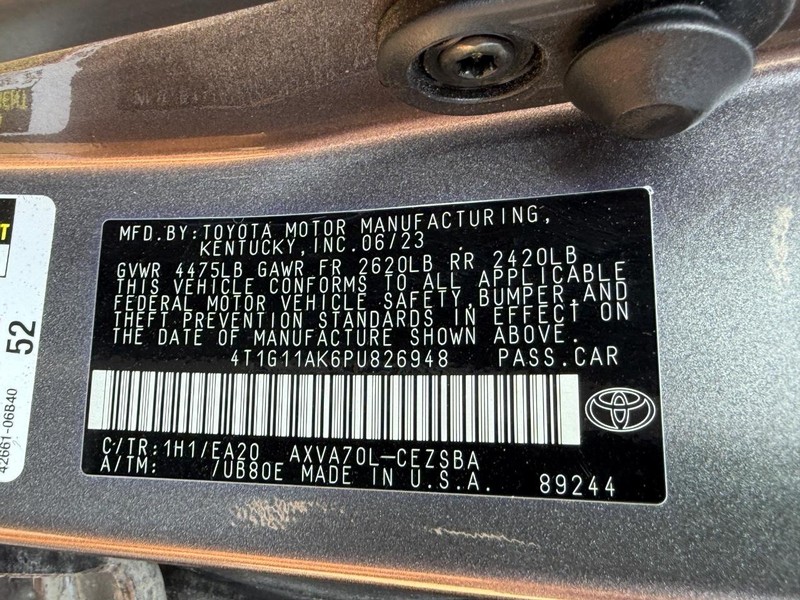 MFD.BY:TOYOTA MOTOR MANUFACTURING,
KENTUCKY,INC.06/23
GVWR 4475LB GAWR FR 2620LB RR 2420LB
THIS VEHICLE CONFORMS TO ALL APPLICABLE
FEDERAL MOTOR VEHICLE SAFETY,BUMPER,AND
THEFT PREVENTION STANDARDS IN EFFECT ON
THE DATE OF MANUFACTURE SHOWN ABOVE.
4T1G11AK6PU826948 PASS.CAR
C/TR:1H1/EA20 AXVA70L-CEZSBA
A/TM: /UB80E MADE IN U.S.A. 89244
52
42661-06B40